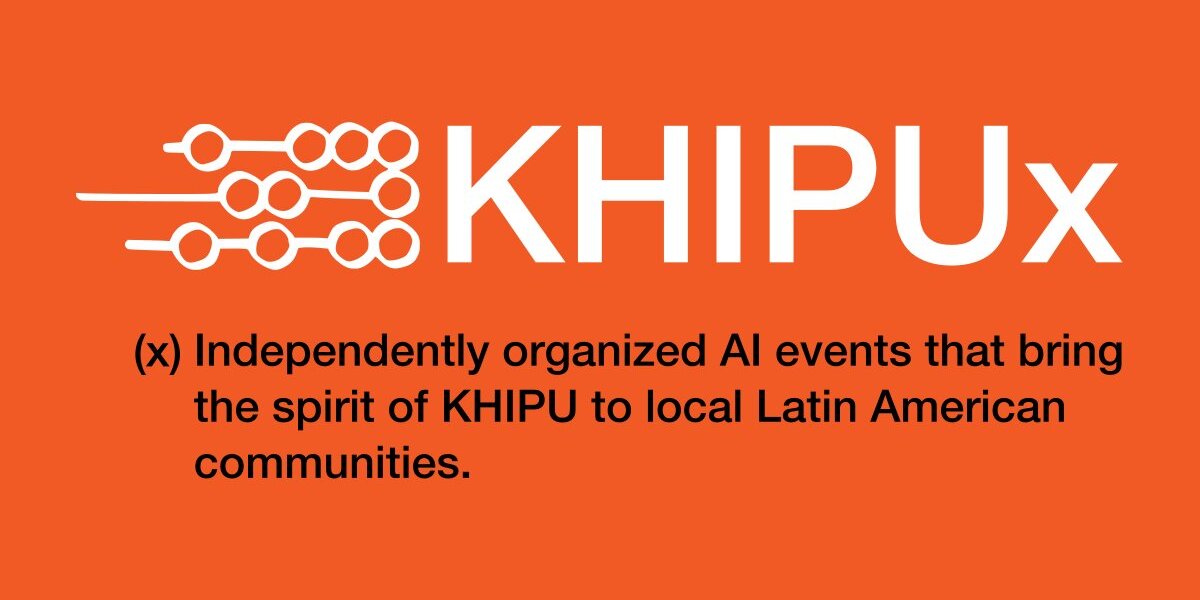 KHIPUx
(x) Independently organized AI events that bring
the spirit of KHIPU to local Latin American
communities.